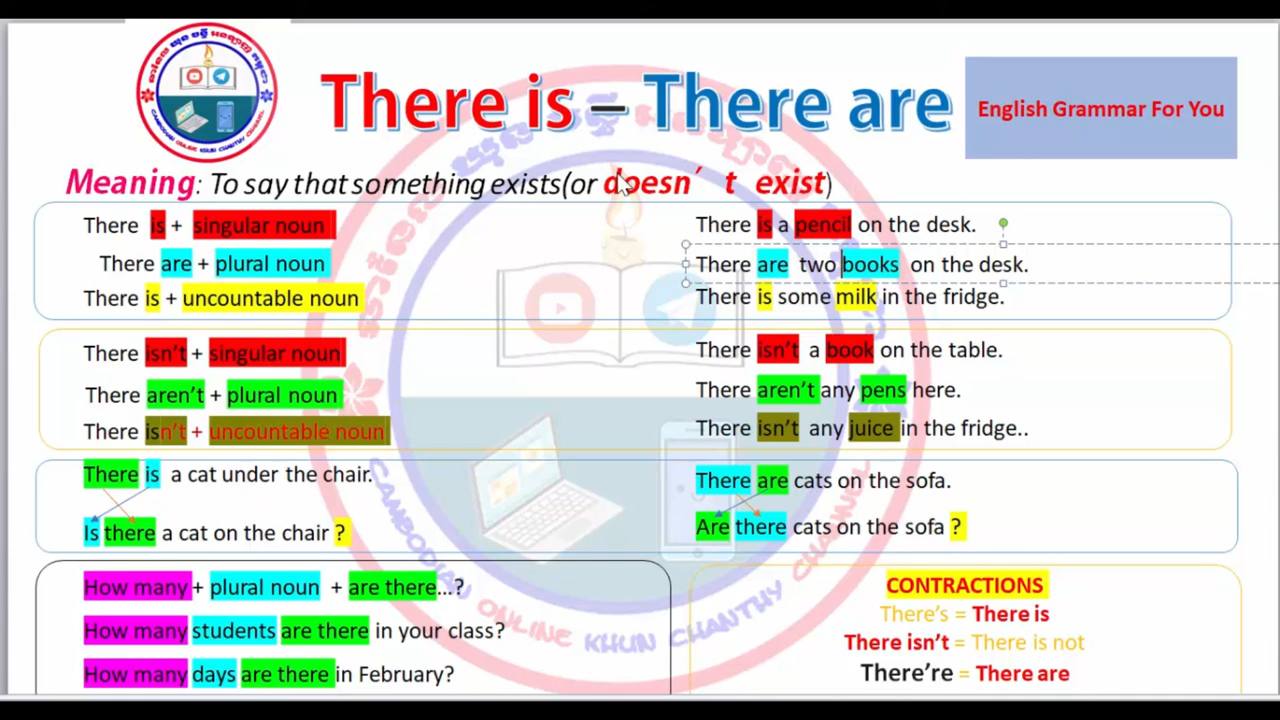 There is – There are
English Grammar For You
Meaning: To say that something exists(or doesn't exist)
There is + singular noun
There are + plural noun
There is + uncountable noun
There is a pencil on the desk.
There are two books on the desk.
There is some milk in the fridge.
There isn't + singular noun
There aren't + plural noun
There isn't + uncountable noun
There isn't a book on the table.
There aren't any pens here.
There isn't any juice in the fridge..
There is a cat under the chair.
Is there a cat on the chair ?
There are cats on the sofa.
Are there cats on the sofa ?
How many + plural noun + are there...?
How many students are there in your class?
How many days are there in February?
CONTRACTIONS
There's = There is
There isn't = There is not
There're = There are
CAMBODIAN ONLINE KHUN CHANTHY CHANNEL